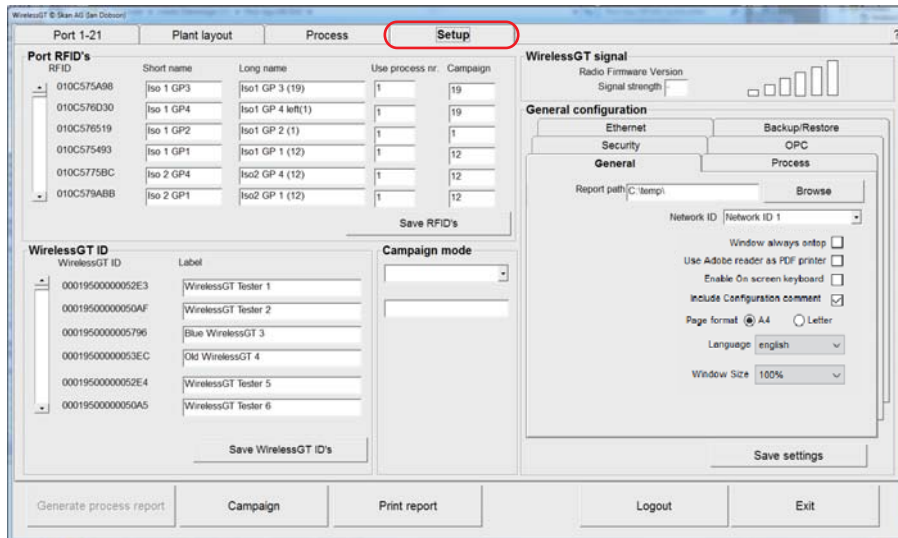 WirelessGT © Skan AG (Ian Dobson)
Port 1-21 Plant layout Process Setup ?
Port RFID's
RFID Short name Long name Use process nr. Campaign
010C575A98 Iso 1 GP3 Iso1 GP 3 (19) 1 19
010C576D30 Iso 1 GP4 Iso1 GP 4 left(1) 1 19
010C576519 Iso 1 GP2 Iso1 GP 2 (1) 1 1
010C575493 Iso 1 GP1 Iso1 GP 1 (12) 1 12
010C5775BC Iso 2 GP4 Iso2 GP 4 (12) 1 12
010C579ABB Iso 2 GP1 Iso2 GP 1 (12) 1 12
Save RFID's
WirelessGT ID
WirelessGT ID Label
00019500000052E3 WirelessGT Tester 1
00019500000050AF WirelessGT Tester 2
0001950000005796 Blue WirelessGT 3
00019500000053EC Old WirelessGT 4
00019500000052E4 WirelessGT Tester 5
00019500000050A5 WirelessGT Tester 6
Save WirelessGT ID's
Campaign mode
WirelessGT signal
Radio Firmware Version
Signal strength -
General configuration
Ethernet Backup/Restore
Security OPC
General Process
Report path C:\temp\ Browse
Network ID Network ID 1
Window always ontop
Use Adobe reader as PDF printer
Enable On screen keyboard
Include Configuration comment
Page format A4 Letter
Language english
Window Size 100%
Save settings
Generate process report Campaign Print report Logout Exit